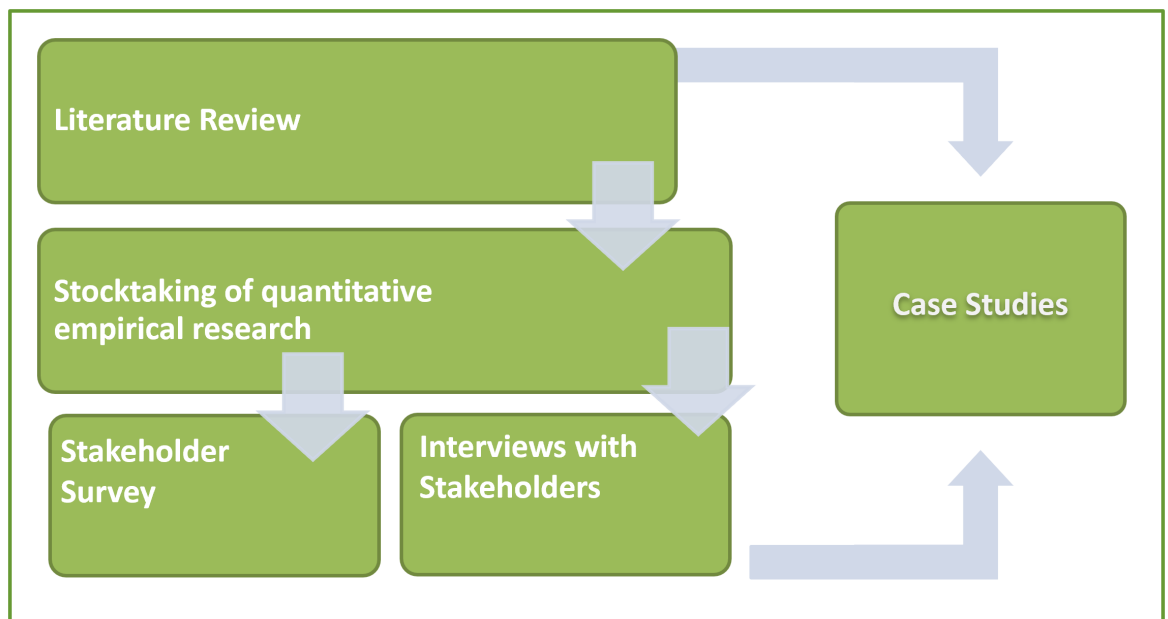 Literature Review
Stocktaking of quantitative
empirical research
Case Studies
Stakeholder
Survey
Interviews with
Stakeholders